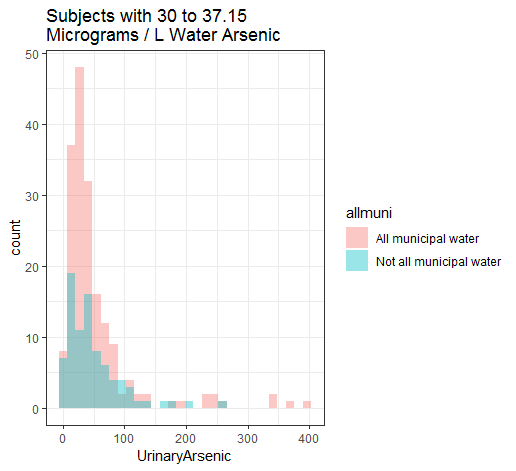 Subjects with 30 to 37.15
Micrograms / L Water Arsenic
50
40
30
20
10
0
count
0 100 200 300 400
UrinaryArsenic
allmuni
All municipal water
Not all municipal water